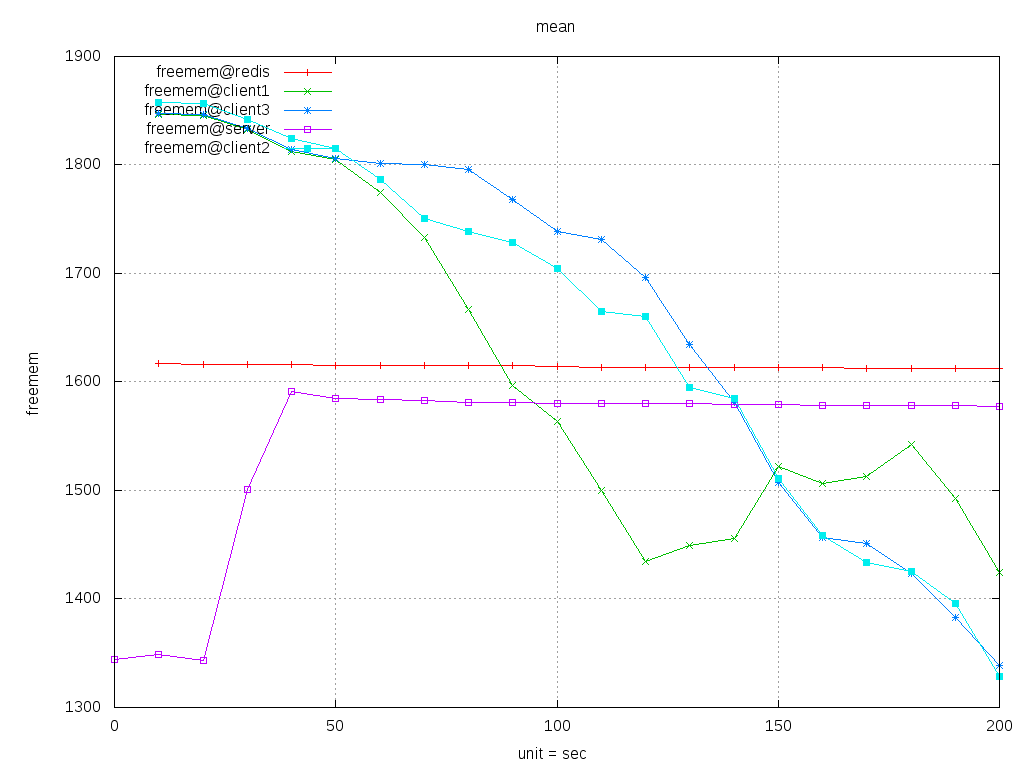 mean
1900
1800
1700
1600
1500
1400
1300
freemem
freemem@redis
freemem@client1
freemem@client3
freemem@server
freemem@client2
0
50
100
150
200
unit = sec